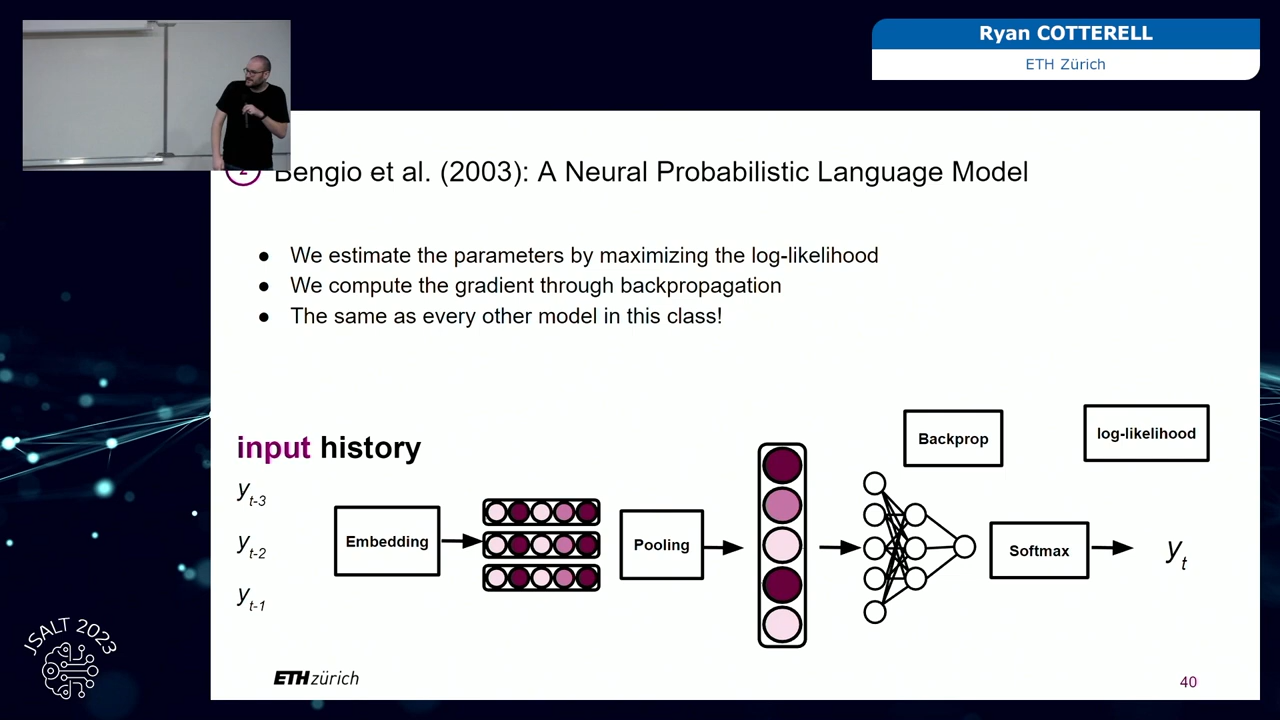 Ryan COTTERELL
ETH Zürich
2 Bengio et al. (2003): A Neural Probabilistic Language Model
● We estimate the parameters by maximizing the log-likelihood
● We compute the gradient through backpropagation
● The same as every other model in this class!
input history
y t-3
y t-2
y t-1
Embedding
Pooling
Backprop
log-likelihood
Softmax
y t
JSALT 2023
ETH zürich
40